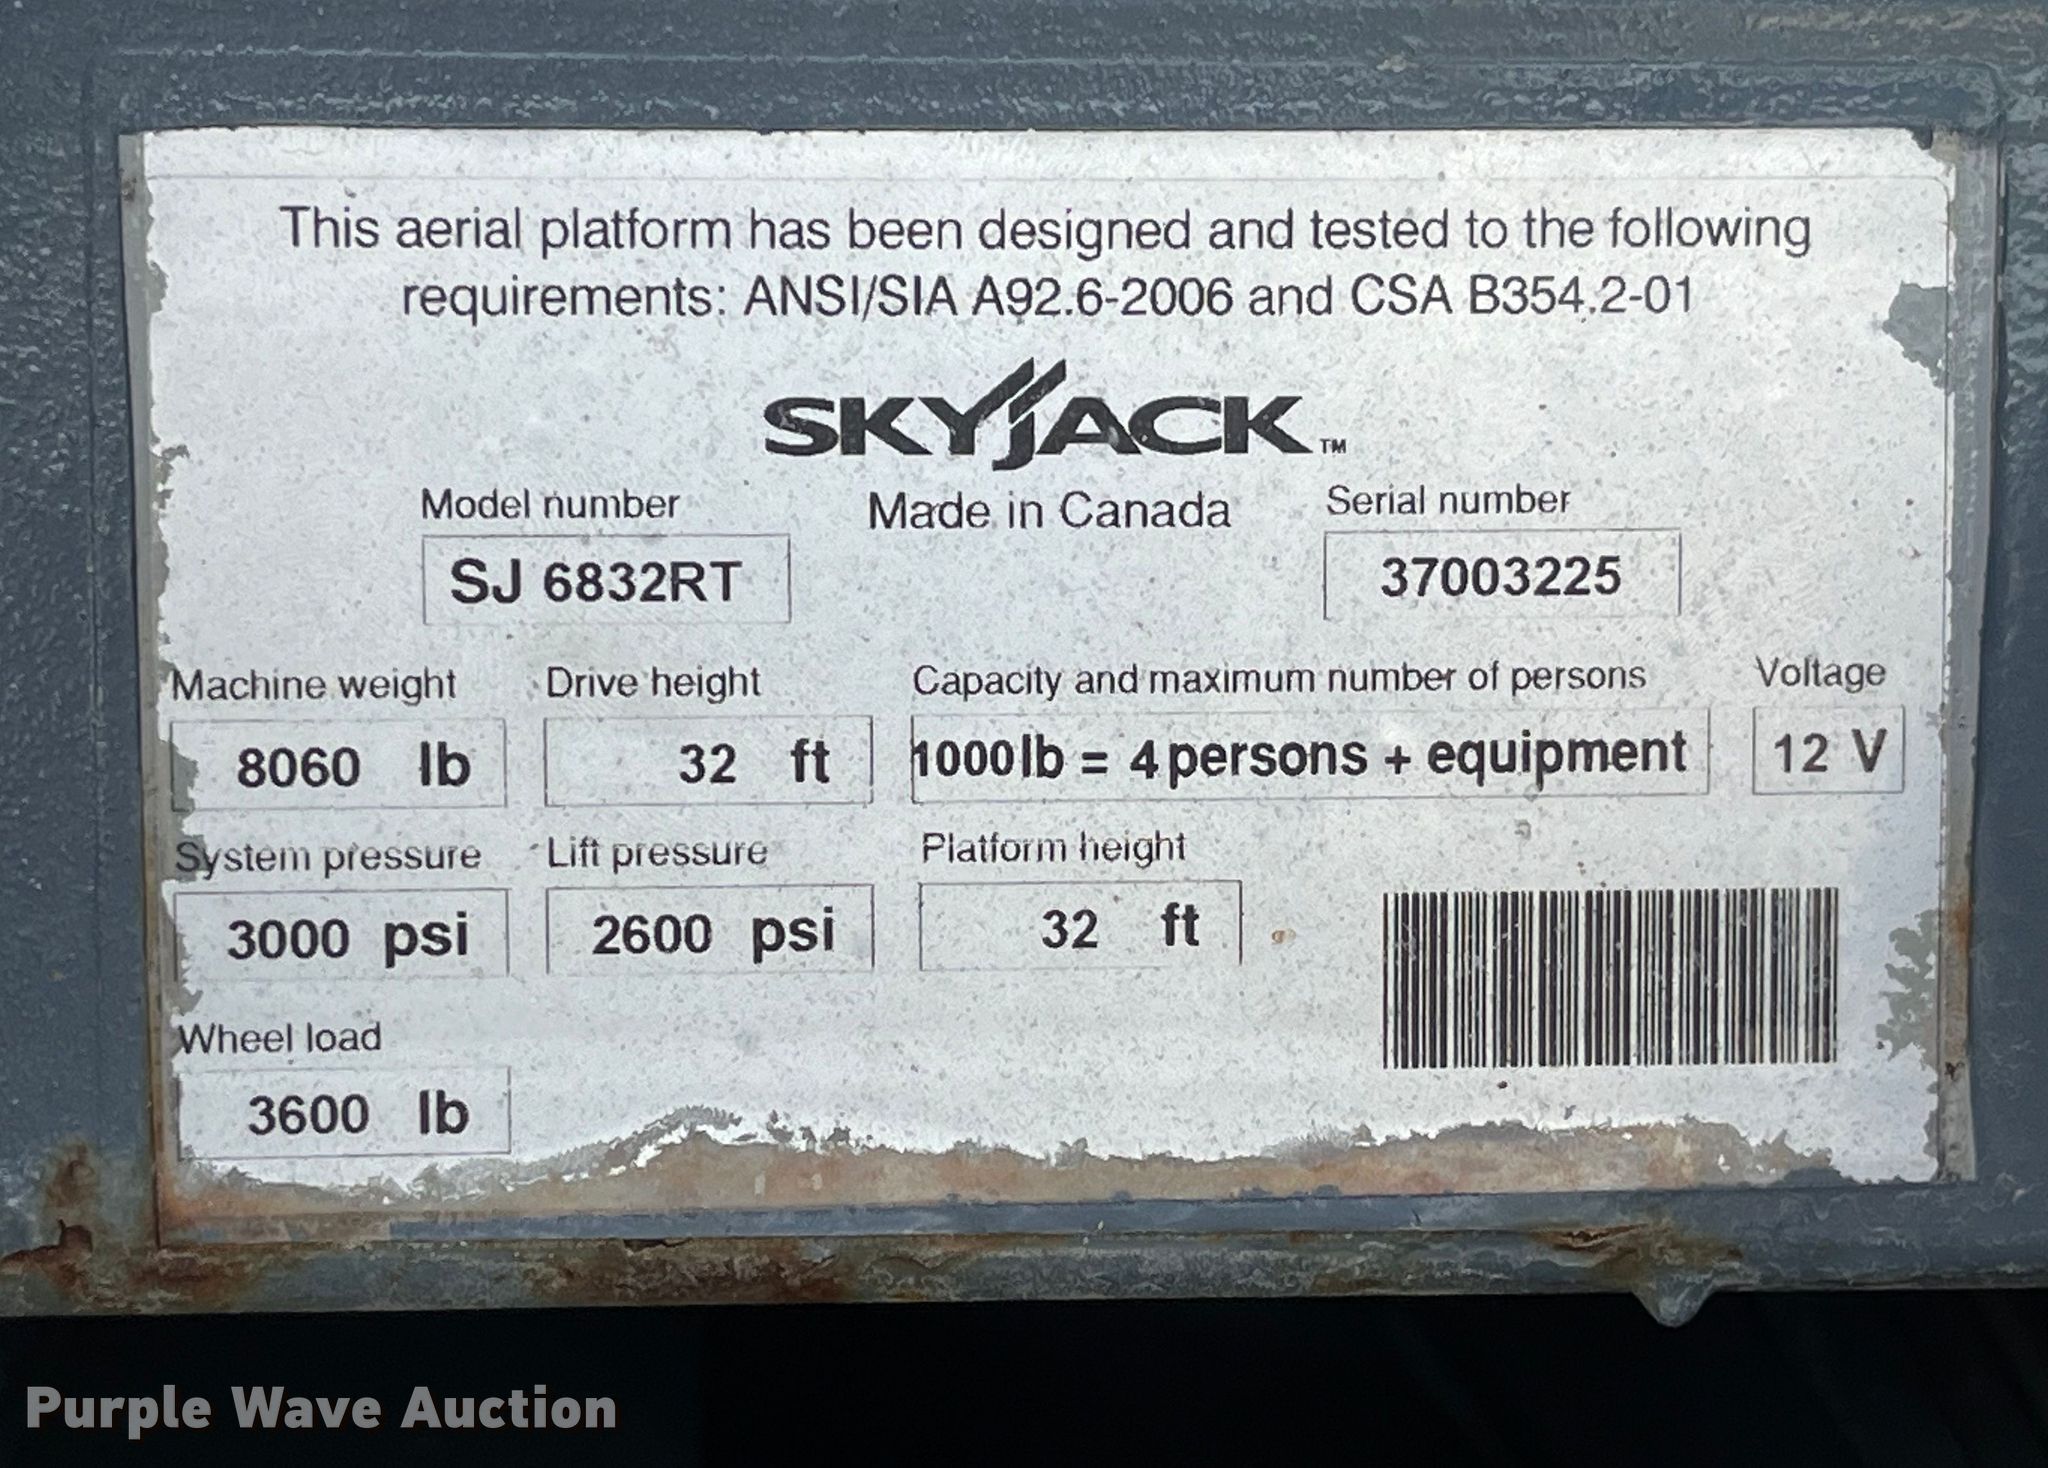 This aerial platform has been designed and tested to the following
requirements: ANSI/SIA A92.6-2006 and CSA B354.2-01
SKYJACK™
Made in Canada
Model number
SJ 6832RT
Serial number
37003225
Machine weight
8060 lb
Drive height
32 ft
Capacity and maximum number of persons
1000lb = 4 persons + equipment
Voltage
12 V
System pressure
3000 psi
Lift pressure
2600 psi
Platform height
32 ft
Wheel load
3600 lb
Purple Wave Auction